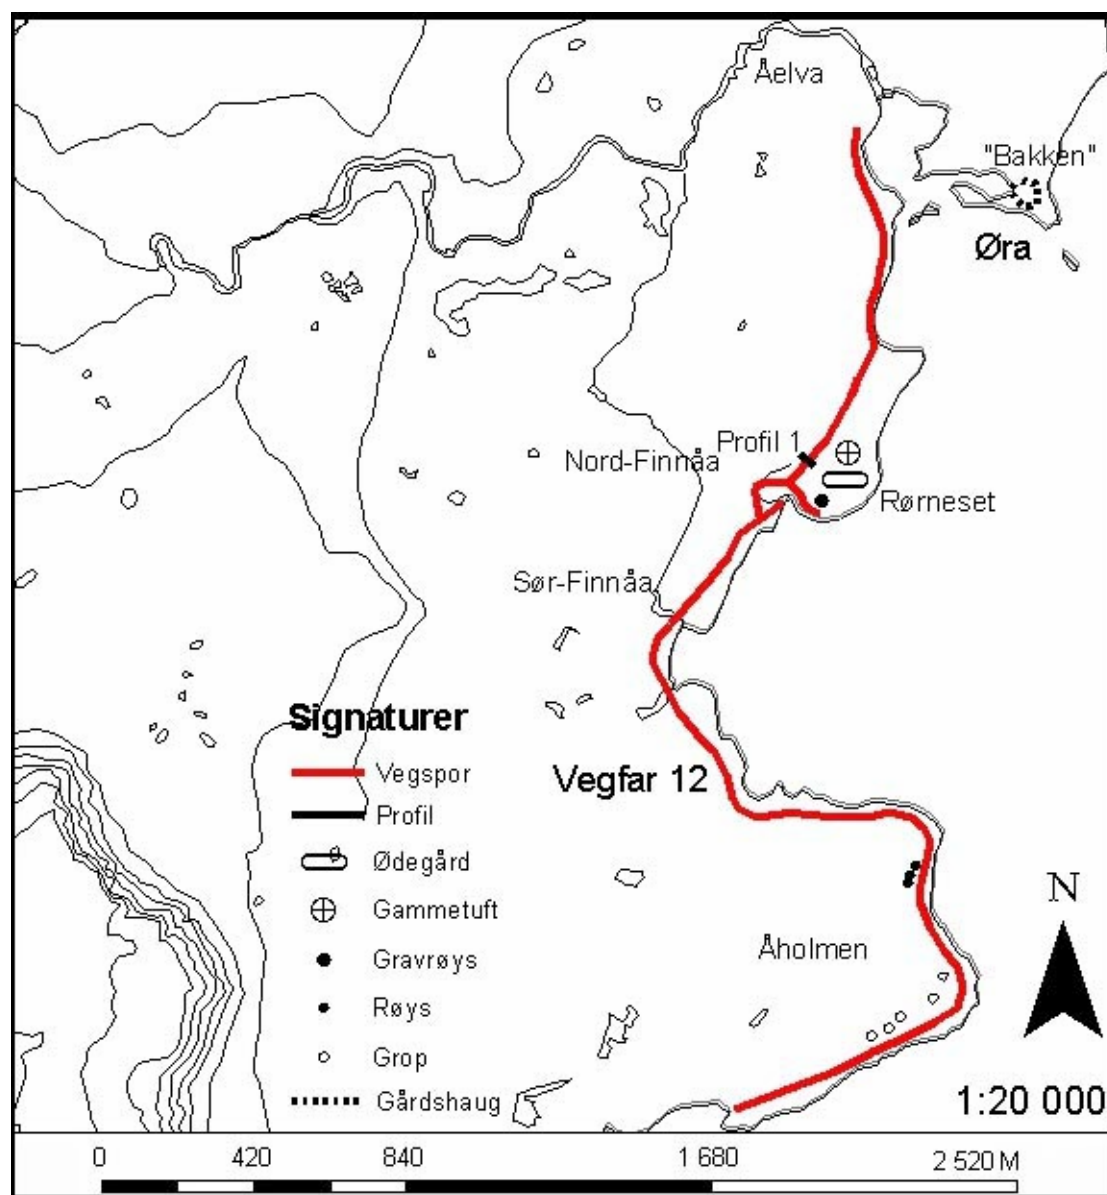 Åelva
"Bakken"
Øra
Profil 1
Nord-Finnåa
Rørneset
Sør-Finnåa
Signaturer
Vegspor
Vegfar 12
Profil
Ødegård
Gammetuft
N
Gravrøys
Åholmen
Røys
Grop
Gårdshaug
1:20 000
0 420 840 1 680 2 520 M